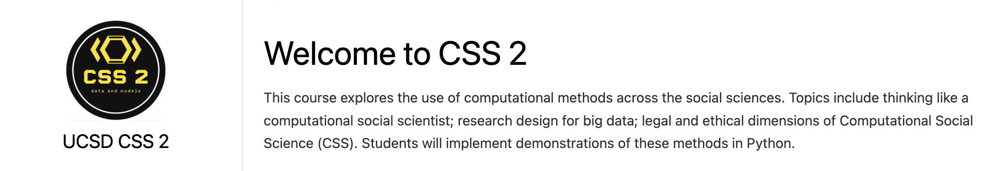 CSS 2
data and models
UCSD CSS 2
Welcome to CSS 2
This course explores the use of computational methods across the social sciences. Topics include thinking like a
computational social scientist; research design for big data; legal and ethical dimensions of Computational Social
Science (CSS). Students will implement demonstrations of these methods in Python.